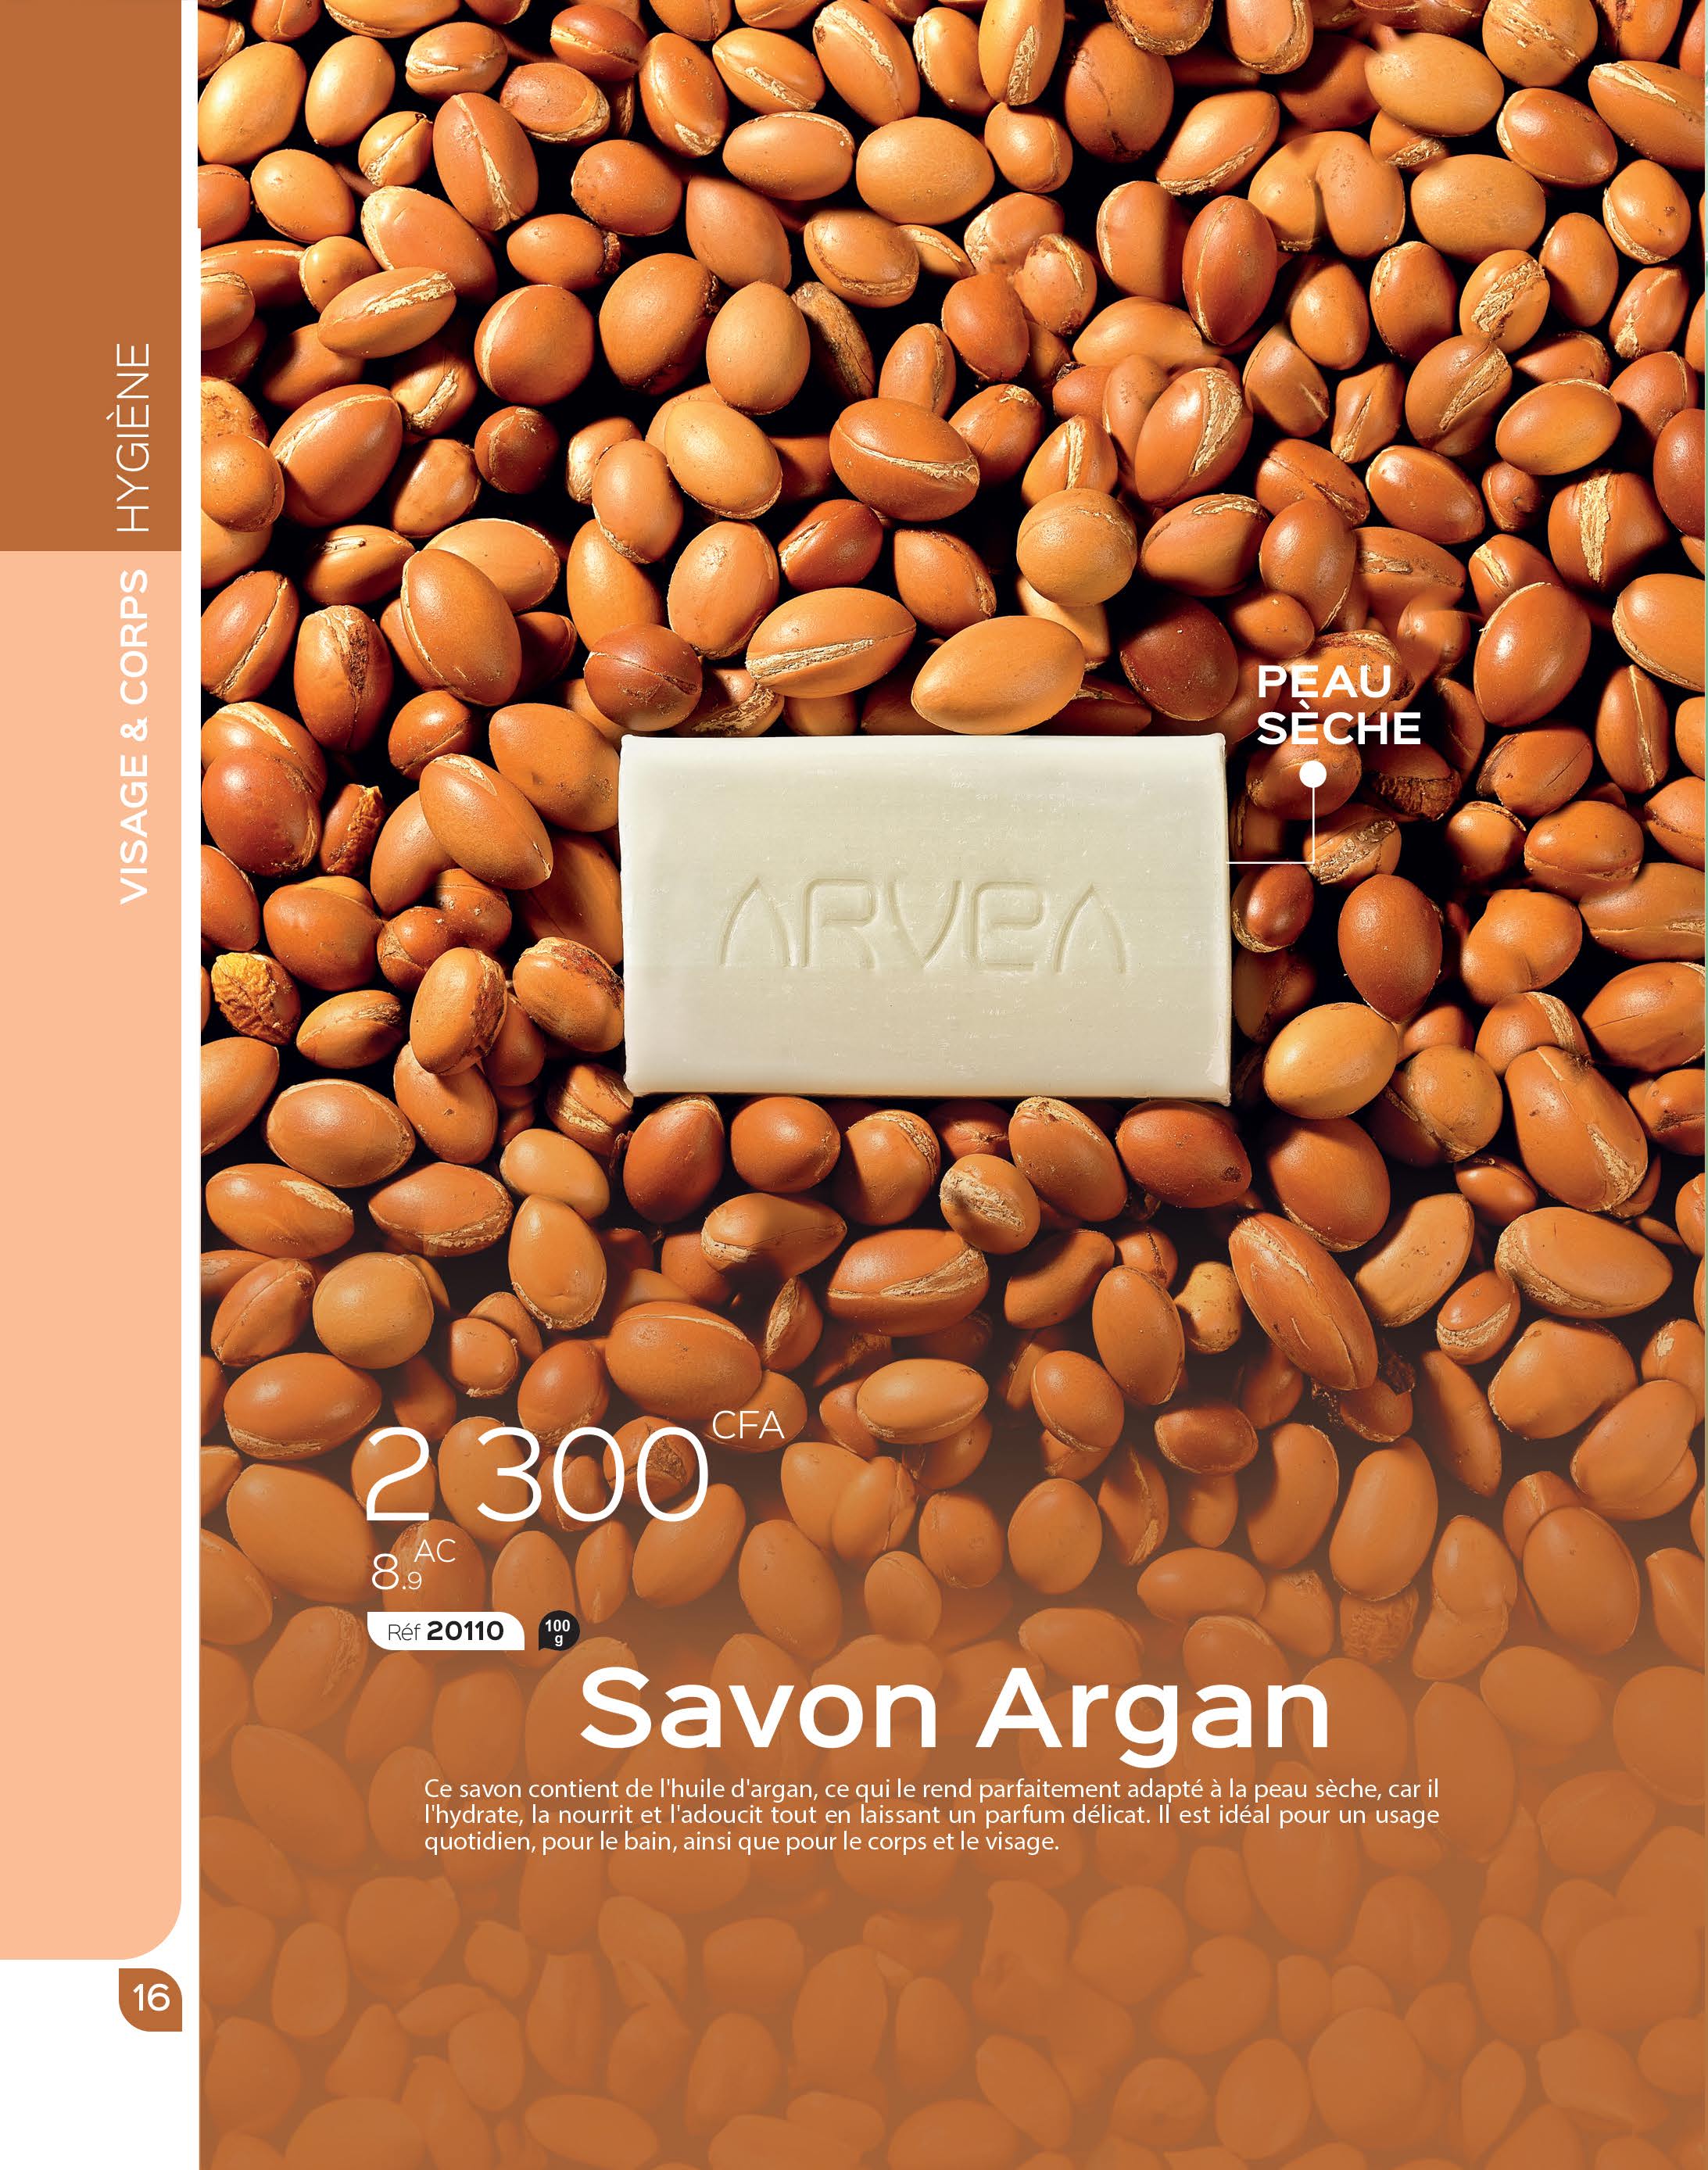 HYGIÈNE
VISAGE & CORPS
PEAU
SÈCHE
ARVEA
2 300 CFA
8.9 AC
Réf 20110
100
g
Savon Argan
Ce savon contient de l'huile d'argan, ce qui le rend parfaitement adapté à la peau sèche, car il
l'hydrate, la nourrit et l'adoucit tout en laissant un parfum délicat. Il est idéal pour un usage
quotidien, pour le bain, ainsi que pour le corps et le visage.
16